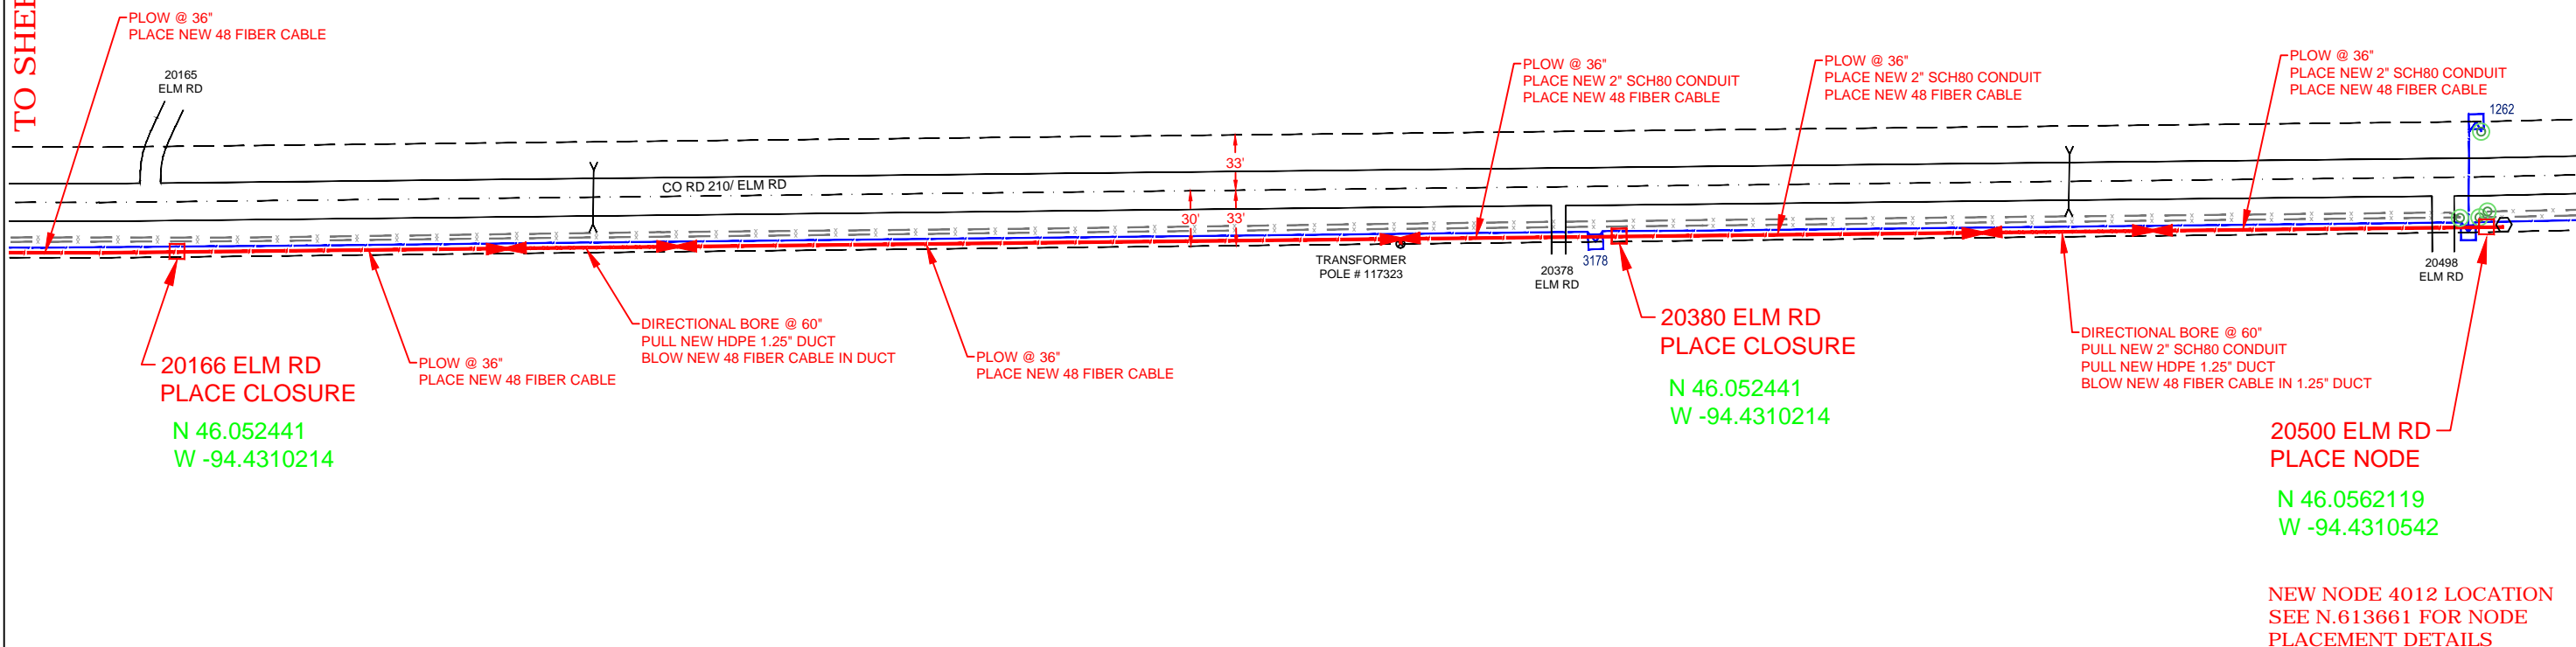 TO SHEE
PLOW @ 36"
PLACE NEW 48 FIBER CABLE
20165
ELM RD
PLOW @ 36"
PLACE NEW 2" SCH80 CONDUIT
PLACE NEW 48 FIBER CABLE
PLOW @ 36"
PLACE NEW 2" SCH80 CONDUIT
PLACE NEW 48 FIBER CABLE
PLOW @ 36"
PLACE NEW 2" SCH80 CONDUIT
PLACE NEW 48 FIBER CABLE
1262
33'
CO RD 210/ ELM RD
30'
33'
TRANSFORMER
POLE # 117323
20378
ELM RD
3178
20498
ELM RD
20166 ELM RD
PLACE CLOSURE
N 46.052441
W -94.4310214
PLOW @ 36"
PLACE NEW 48 FIBER CABLE
DIRECTIONAL BORE @ 60"
PULL NEW HDPE 1.25" DUCT
BLOW NEW 48 FIBER CABLE IN DUCT
PLOW @ 36"
PLACE NEW 48 FIBER CABLE
20380 ELM RD
PLACE CLOSURE
N 46.052441
W -94.4310214
DIRECTIONAL BORE @ 60"
PULL NEW 2" SCH80 CONDUIT
PULL NEW HDPE 1.25" DUCT
BLOW NEW 48 FIBER CABLE IN 1.25" DUCT
20500 ELM RD
PLACE NODE
N 46.0562119
W -94.4310542
NEW NODE 4012 LOCATION
SEE N.613661 FOR NODE
PLACEMENT DETAILS